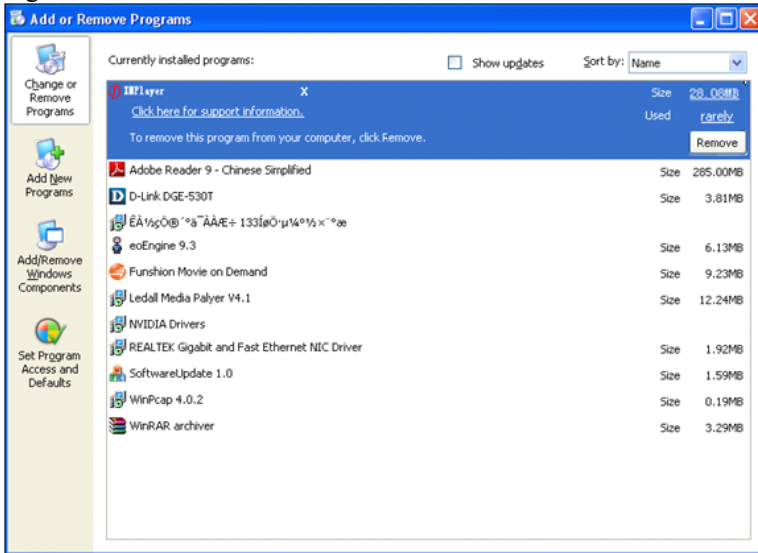 Add or Remove Programs
Change or
Remove
Programs
Add New
Programs
Add/Remove
Windows
Components
Set Program
Access and
Defaults
Currently installed programs:
Show updates
Sort by: Name
X
Size 28.08MB
Click here for support information.
Used rarely
To remove this program from your computer, click Remove.
Remove
Adobe Reader 9 - Chinese Simplified Size 285.00MB
D-Link DGE-530T Size 3.81MB
eoEngine 9.3 Size 6.13MB
Funshion Movie on Demand Size 9.23MB
Ledall Media Palyer V4.1 Size 12.24MB
NVIDIA Drivers
REALTEK Gigabit and Fast Ethernet NIC Driver Size 1.92MB
SoftwareUpdate 1.0 Size 1.59MB
WinPcap 4.0.2 Size 0.19MB
WinRAR archiver Size 3.29MB